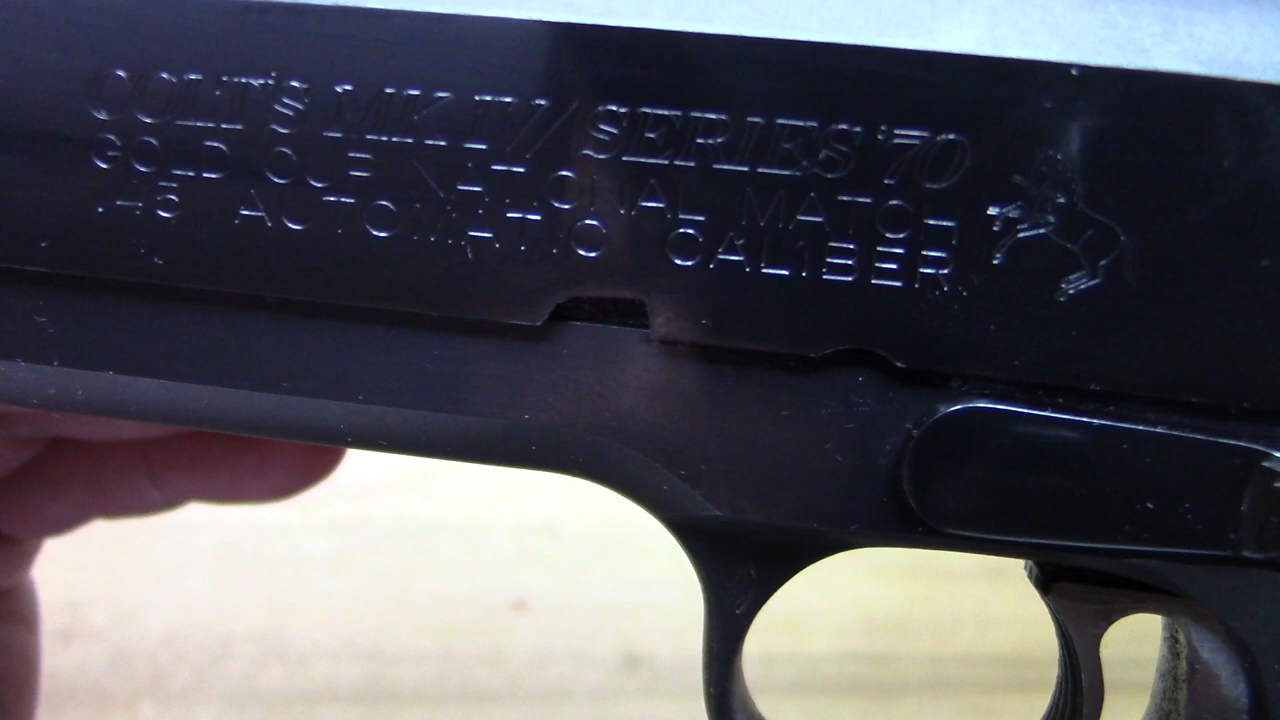 COLT'S MK IV / SERIES '70
GOLD CUP NATIONAL MATCH
.45 AUTOMATIC CALIBER